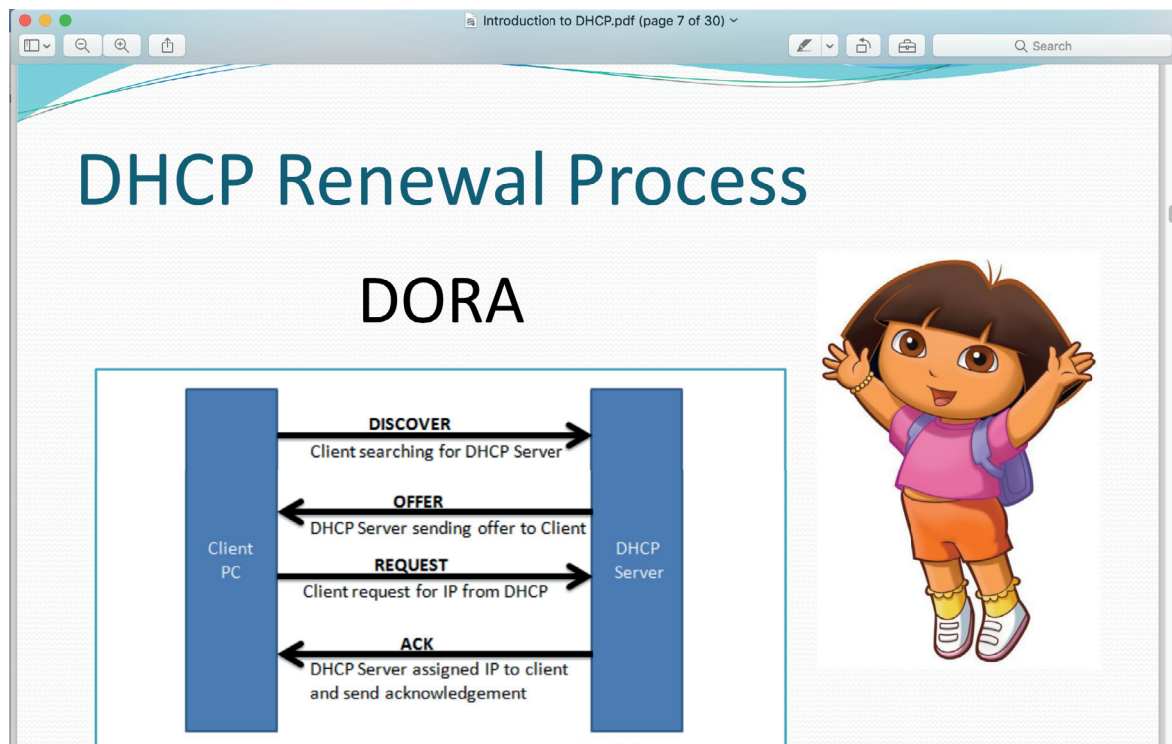 Introduction to DHCP.pdf (page 7 of 30)
Search
DHCP Renewal Process
DORA
DISCOVER
Client searching for DHCP Server
OFFER
DHCP Server sending offer to Client
Client
PC
DHCP
Server
REQUEST
Client request for IP from DHCP
ACK
DHCP Server assigned IP to client
and send acknowledgement